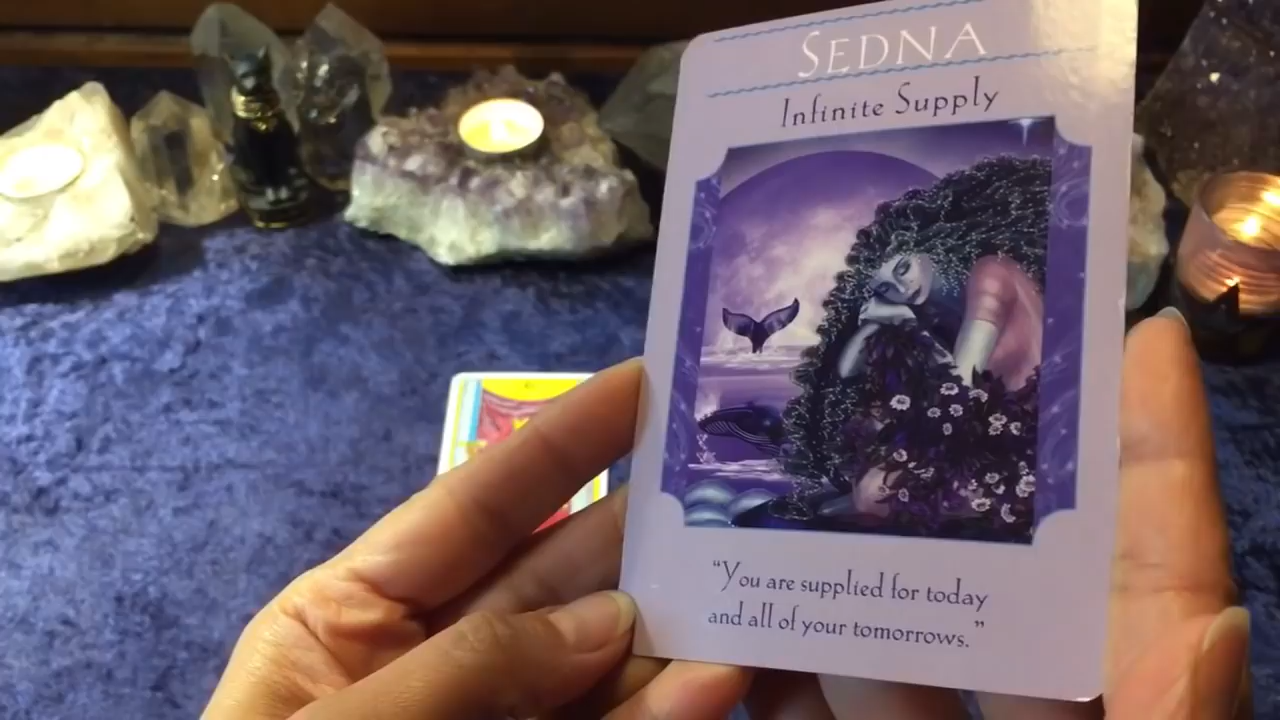 SEDNA
Infinite Supply
“You are supplied for today
and all of your tomorrows.”